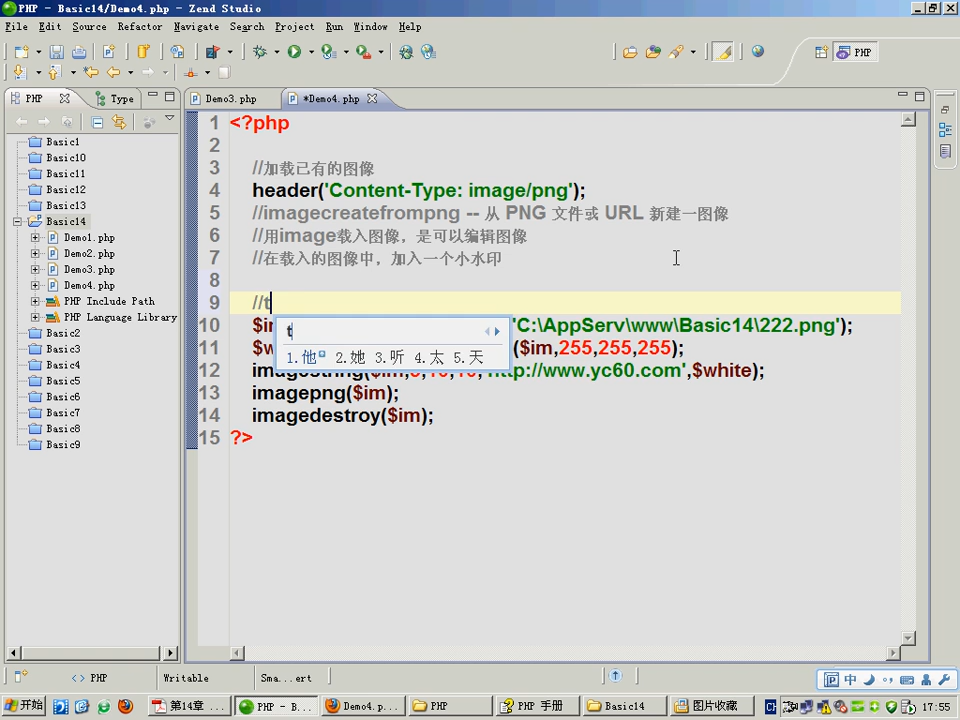 PHP - Basic14/Demo4.php - Zend Studio
File Edit Source Refactor Navigate Search Project Run Window Help
PHP
PHP Type
Demo3.php *Demo4.php
Basic1
Basic10
Basic11
Basic12
Basic13
Basic14
Demo1.php
Demo2.php
Demo3.php
Demo4.php
PHP Include Path
PHP Language Library
Basic2
Basic3
Basic4
Basic5
Basic6
Basic7
Basic8
Basic9
1 <?php
2
3 //加载已有的图像
4 header('Content-Type: image/png');
5 //imagecreatefrompng -- 从 PNG 文件或 URL 新建一图像
6 //用image载入图像，是可以编辑图像
7 //在载入的图像中，加入一个小水印
8
9 //t
t
1.他 2.她 3.听 4.太 5.天
10 'C:\AppServ\www\Basic14\222.png');
11 ($im,255,255,255);
12 'http://www.yc60.com',$white);
13 imagepng($im);
14 imagedestroy($im);
15 ?>
<> PHP Writable Sma...ert
中
开始 第14章 ... PHP - B... Demo4.p... PHP PHP 手册 Basic14 图片收藏 CH 17:55